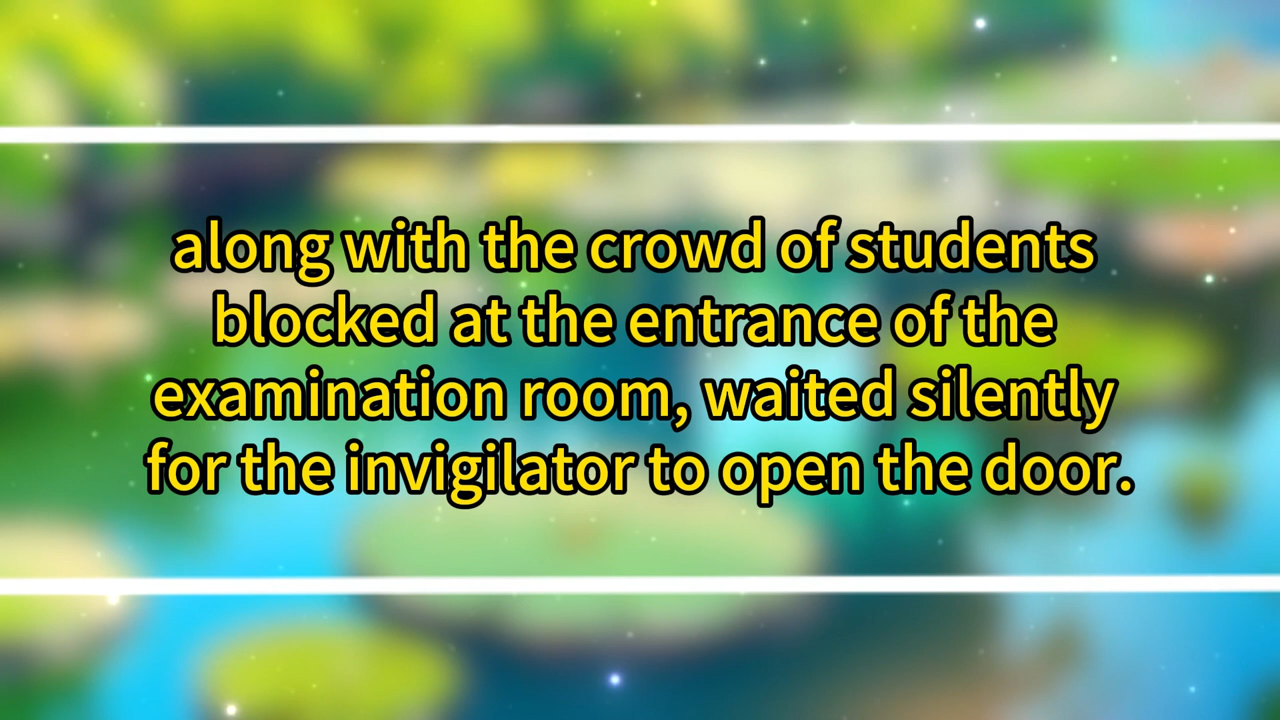 along with the crowd of students
blocked at the entrance of the
examination room, waited silently
for the invigilator to open the door.